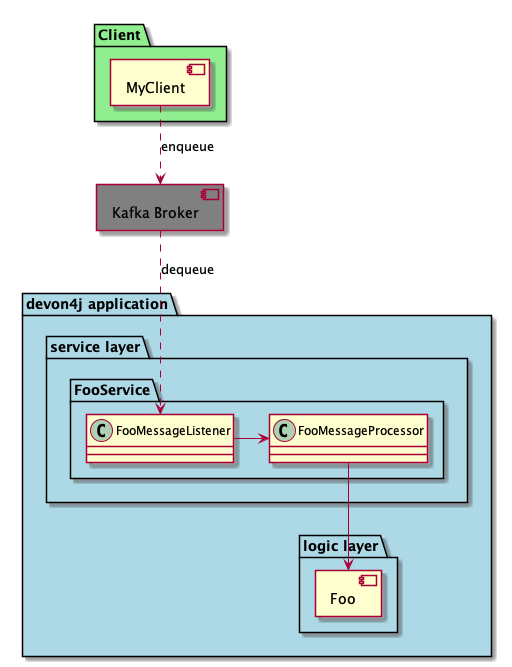 Client
MyClient
enqueue
Kafka Broker
dequeue
devon4j application
service layer
FooService
C FooMessageListener
C FooMessageProcessor
logic layer
Foo